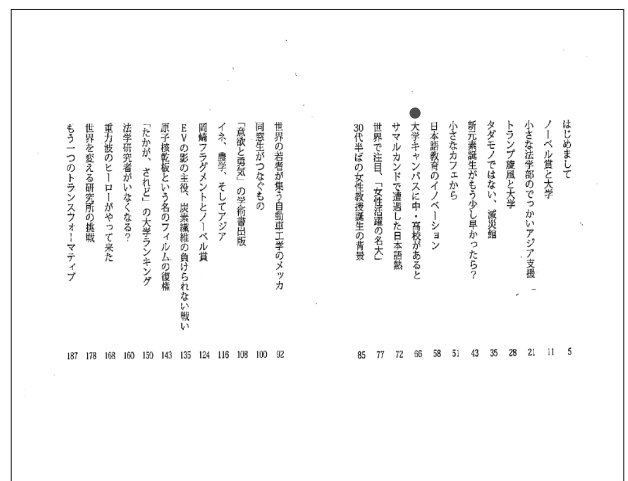 はじめまして 5
ノーベル賞と大学 11
小さな法学部のでっかいアジア支援 21
トランプ旋風と大学 28
タダモノではない、減災館 35
新元素誕生がもう少し早かったら？ 43
小さなカフェから 51
日本語教育のイノベーション 58
大学キャンパスに中・高校があると 66
サマルカンドで遭遇した日本語熱 72
世界で注目、「女性活躍の名大」 77
30代半ばの女性教授誕生の背景 85
世界の若者が集う自動車工学のメッカ 92
同窓生がつなぐもの 100
「意欲と勇気」の学術書出版 108
イネ、農学、そしてアジア 116
岡崎フラグメントとノーベル賞 124
EVの影の主役、炭素繊維の負けられない戦い 135
原子核乾板という名のフィルムの復権 143
「たかが、されど」の大学ランキング 150
法学研究者がいなくなる？ 160
重力波のヒーローがやって来た 168
世界を変える研究所の挑戦 178
もう一つのトランスフォーマティブ 187